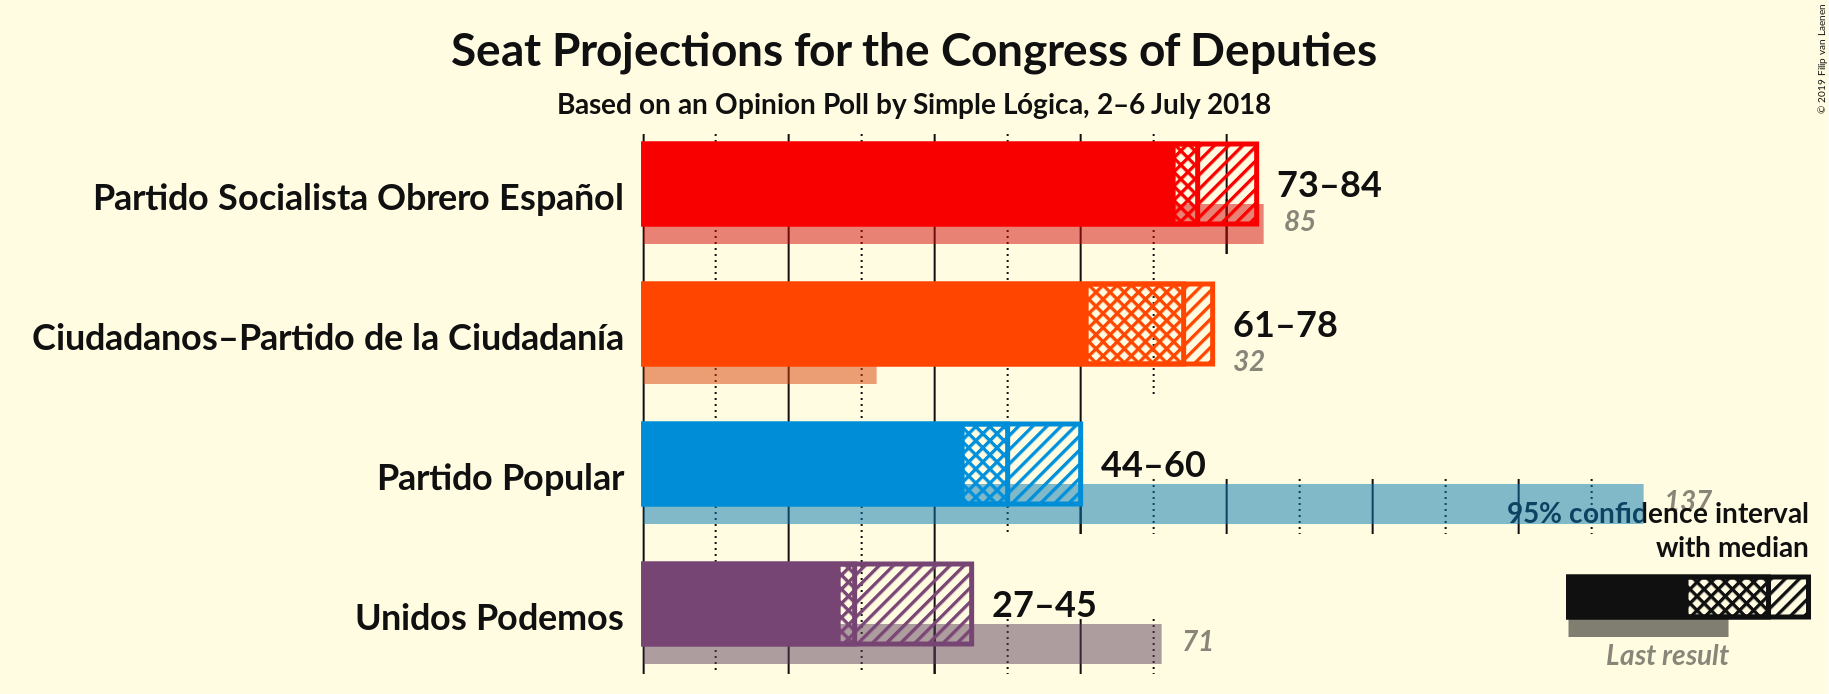 Seat Projections for the Congress of Deputies
Based on an Opinion Poll by Simple Lógica, 2–6 July 2018
© 2019 Filip van Laenen
Partido Socialista Obrero Español
73–84
85
Ciudadanos–Partido de la Ciudadanía
61–78
32
Partido Popular
44–60
137
95% confidence interval
with median
Unidos Podemos
27–45
71
Last result